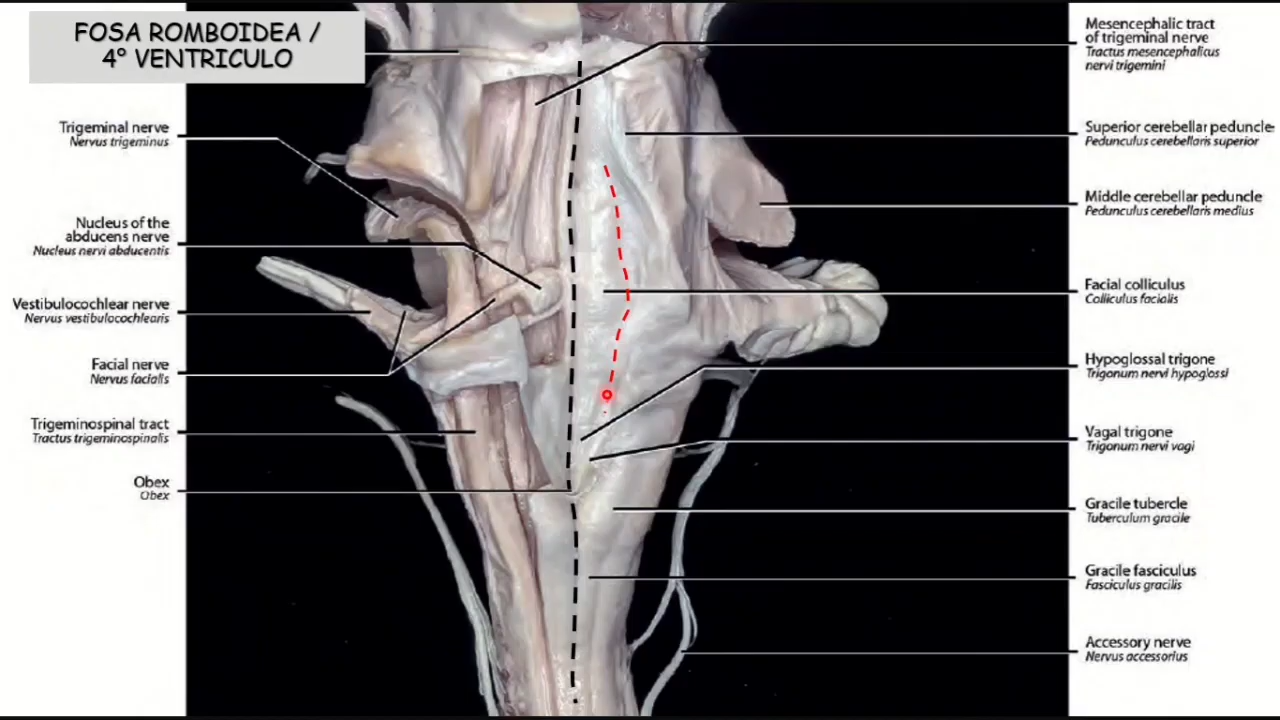 FOSA ROMBOIDEA /
4° VENTRICULO
Trigeminal nerve
Nervus trigeminus
Nucleus of the
abducens nerve
Nucleus nervi abducentis
Vestibulocochlear nerve
Nervus vestibulocochlearis
Facial nerve
Nervus facialis
Trigeminospinal tract
Tractus trigeminospinalis
Obex
Obex
Mesencephalic tract
of trigeminal nerve
Tractus mesencephalicus
nervi trigemini
Superior cerebellar peduncle
Pedunculus cerebellaris superior
Middle cerebellar peduncle
Pedunculus cerebellaris medius
Facial colliculus
Colliculus facialis
Hypoglossal trigone
Trigonum nervi hypoglossi
Vagal trigone
Trigonum nervi vagi
Gracile tubercle
Tuberculum gracile
Gracile fasciculus
Fasciculus gracilis
Accessory nerve
Nervus accessorius